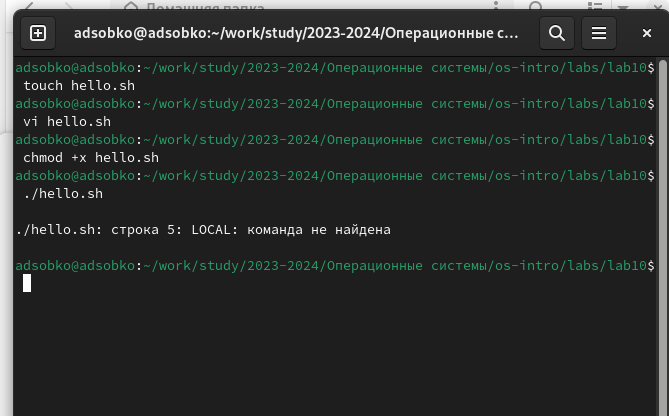 Домашняя папка
adsobko@adsobko:~/work/study/2023-2024/Операционные с...
adsobko@adsobko:~/work/study/2023-2024/Операционные системы/os-intro/labs/lab10$
touch hello.sh
adsobko@adsobko:~/work/study/2023-2024/Операционные системы/os-intro/labs/lab10$
vi hello.sh
adsobko@adsobko:~/work/study/2023-2024/Операционные системы/os-intro/labs/lab10$
chmod +x hello.sh
adsobko@adsobko:~/work/study/2023-2024/Операционные системы/os-intro/labs/lab10$
./hello.sh
./hello.sh: строка 5: LOCAL: команда не найдена
adsobko@adsobko:~/work/study/2023-2024/Операционные системы/os-intro/labs/lab10$